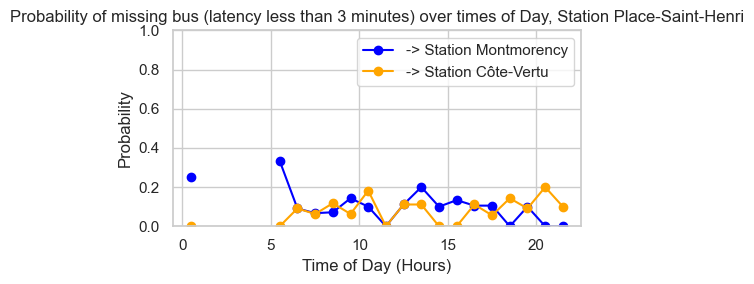 Probability of missing bus (latency less than 3 minutes) over times of Day, Station Place-Saint-Henri
1.0
-> Station Montmorency
-> Station Côte-Vertu
0.8
0.6
0.4
0.2
0.0
Probability
0 5 10 15 20
Time of Day (Hours)